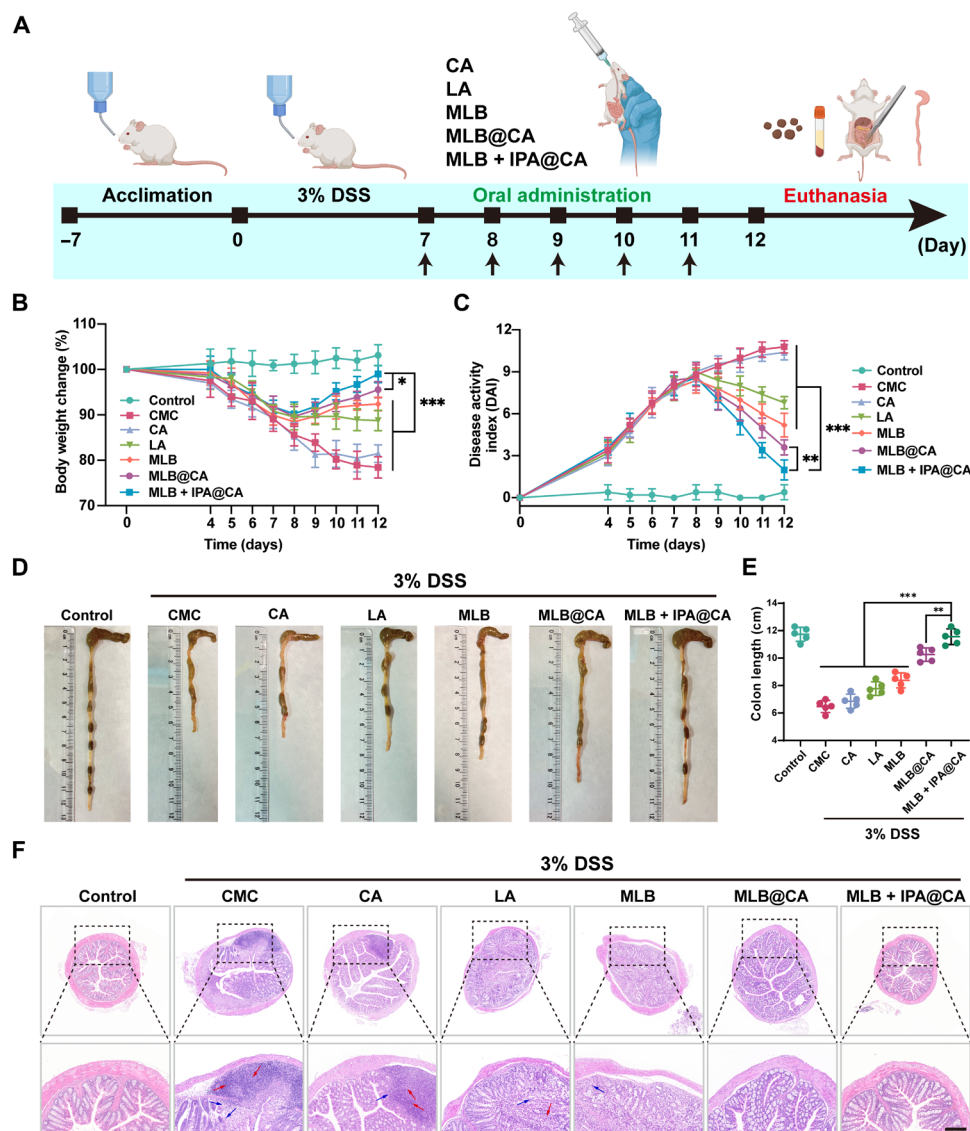 A
CA
LA
MLB
MLB@CA
MLB + IPA@CA
Acclimation 3% DSS Oral administration Euthanasia
–7 0 7 8 9 10 11 12 (Day)
B
Body weight change (%)
110
100
90
80
70
Control
CMC
CA
LA
MLB
MLB@CA
MLB + IPA@CA
*
***
0 4 5 6 7 8 9 10 11 12
Time (days)
C
Disease activity
index (DAI)
12
9
6
3
0
0 4 5 6 7 8 9 10 11 12
Time (days)
**
***
Control
CMC
CA
LA
MLB
MLB@CA
MLB + IPA@CA
D
3% DSS
Control CMC CA LA MLB MLB@CA MLB + IPA@CA
E
Colon length (cm)
14
12
10
8
6
4
***
**
Control
CMC
CA
LA
MLB
MLB@CA
MLB + IPA@CA
3% DSS
F
3% DSS
Control CMC CA LA MLB MLB@CA MLB + IPA@CA